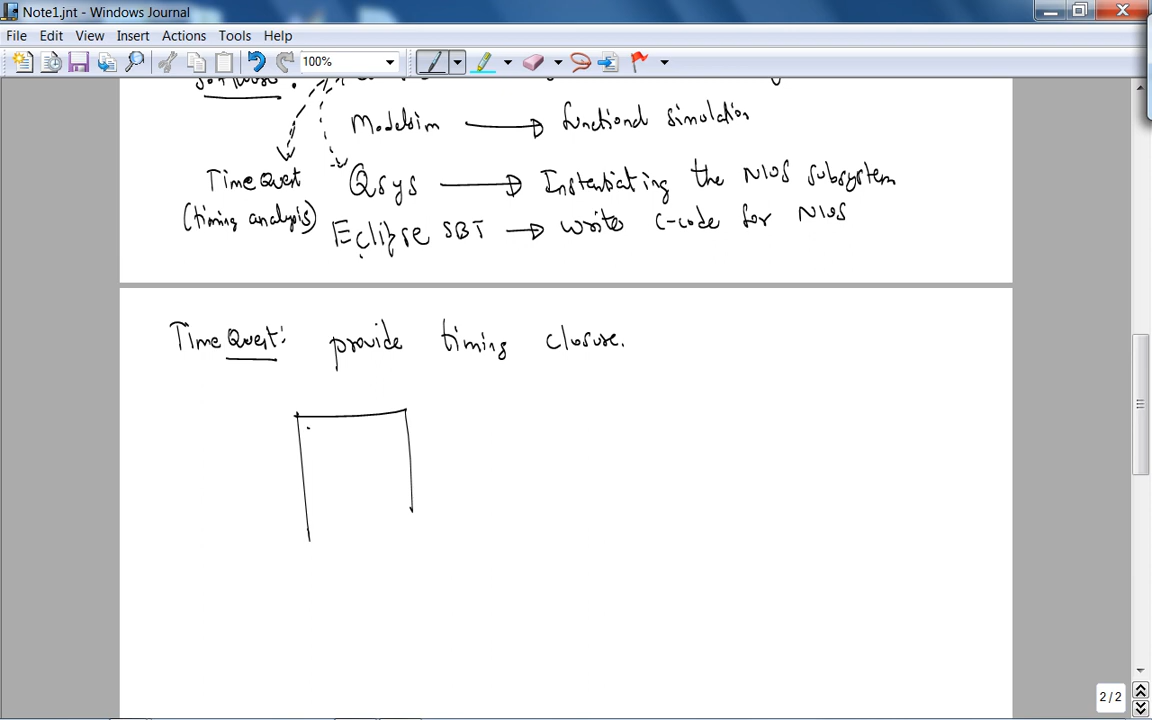 Note1.jnt - Windows Journal
File Edit View Insert Actions Tools Help
100%
Software :
Modelsim → functional simulation
TimeQuest
(timing analysis)
Qsys → Instantiating the NIOS subsystem
Eclipse SBT → write C-code for NIOS
TimeQuest: provide timing closure.
2 / 2